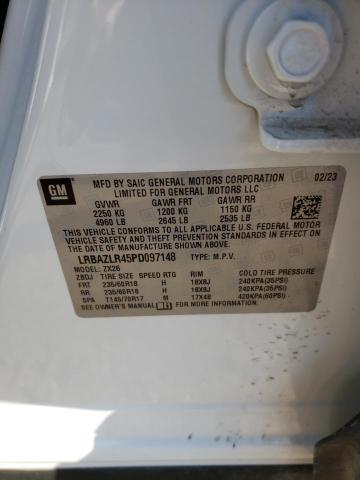 GM
MFD BY SAIC GENERAL MOTORS CORPORATION 02/23
LIMITED FOR GENERAL MOTORS LLC
GVWR GAWR FRT GAWR RR
2250 KG 1200 KG 1150 KG
4960 LB 2645 LB 2535 LB
THIS VEHICLE CONFORMS TO ALL APPLICABLE U.S. FEDERAL MOTOR
VEHICLE SAFETY, BUMPER, AND THEFT PREVENTION
STANDARDS IN EFFECT ON THE DATE OF MANUFACTURE SHOWN ABOVE.
LRBAZLR45PD097148 TYPE: M.P.V.
MODEL: ZX26
TIRE SIZE SPEED RTG RIM COLD TIRE PRESSURE
FRT 235/60R18 H 18X8J 240KPA(35PSI)
RR 235/60R18 H 18X8J 240KPA(35PSI)
SPA T145/70R17 M 17X4B 420KPA(60PSI)
SEE OWNER'S MANUAL FOR MORE INFORMATION.